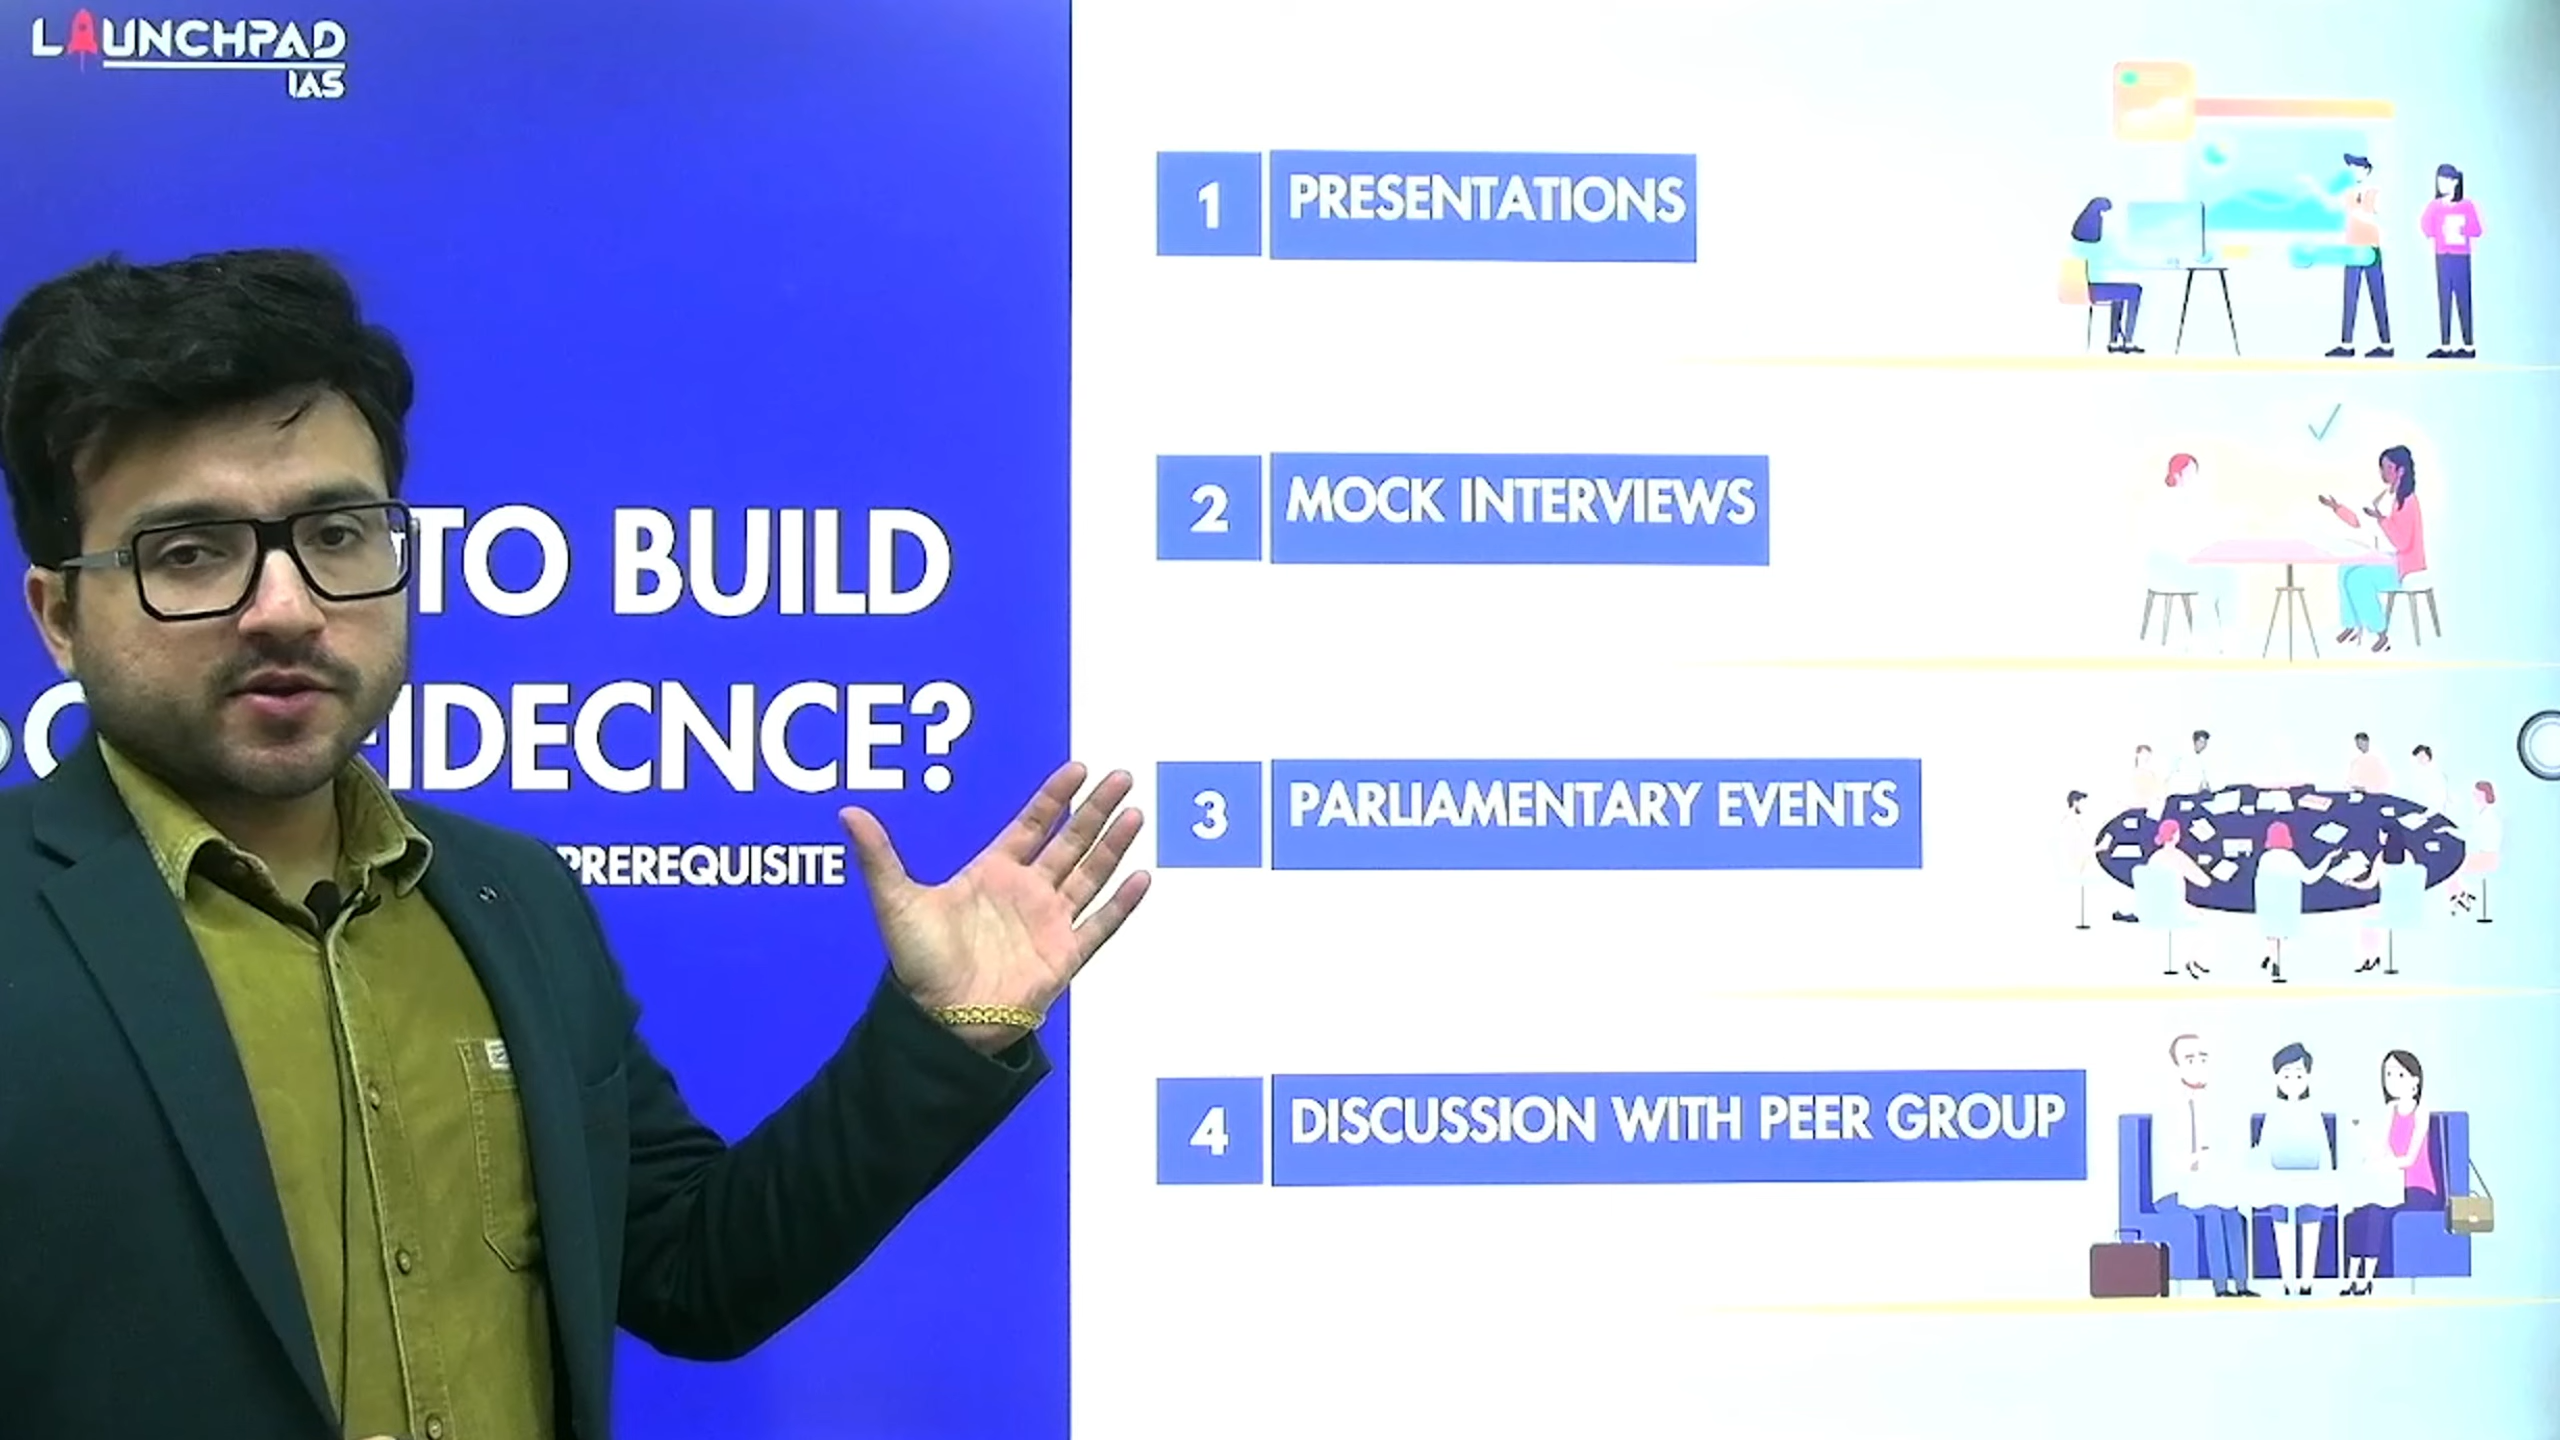 LAUNCHPAD
IAS
TO BUILD
IDECNCE?
PREREQUISITE
1 PRESENTATIONS
2 MOCK INTERVIEWS
3 PARLIAMENTARY EVENTS
4 DISCUSSION WITH PEER GROUP